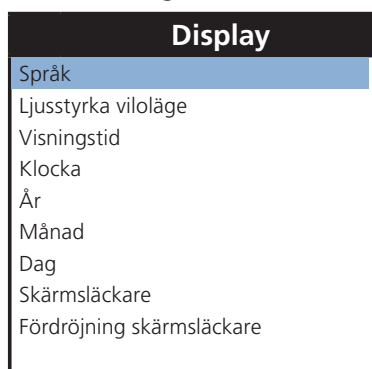 Display
Språk
Ljusstyrka viloläge
Visningstid
Klocka
År
Månad
Dag
Skärmsläckare
Fördröjning skärmsläckare